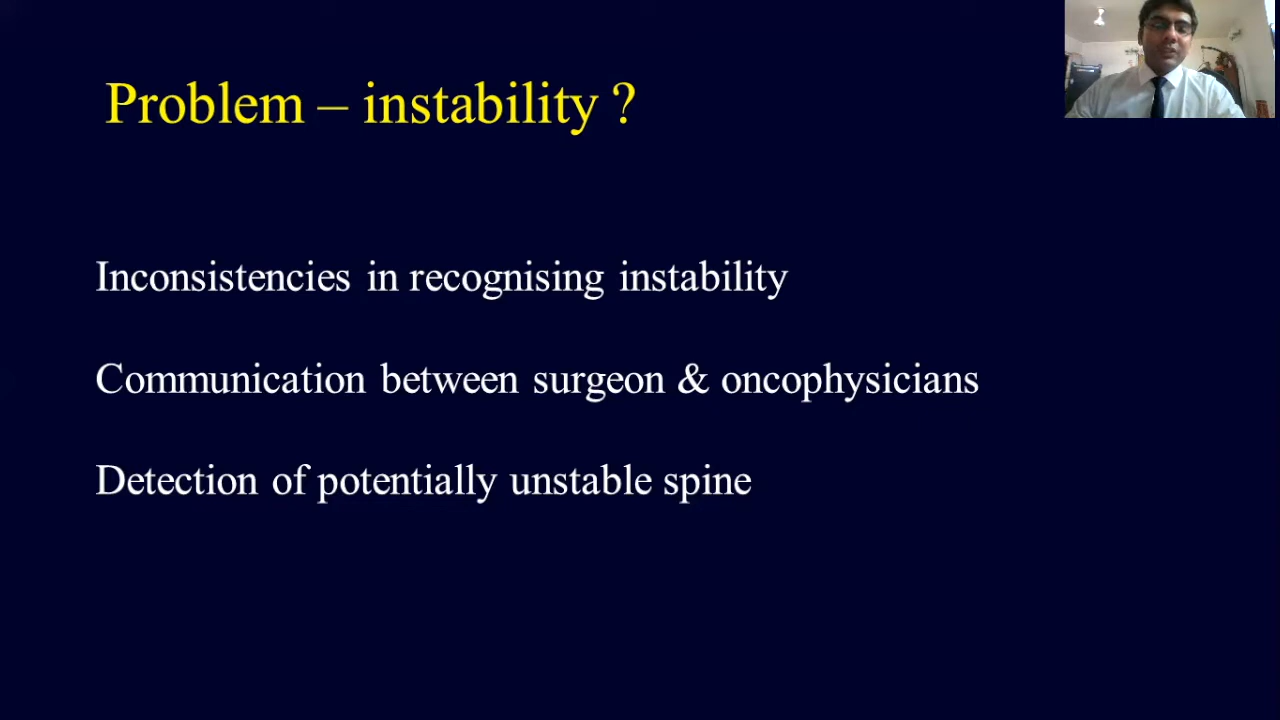 Problem – instability ?
Inconsistencies in recognising instability
Communication between surgeon & oncophysicians
Detection of potentially unstable spine